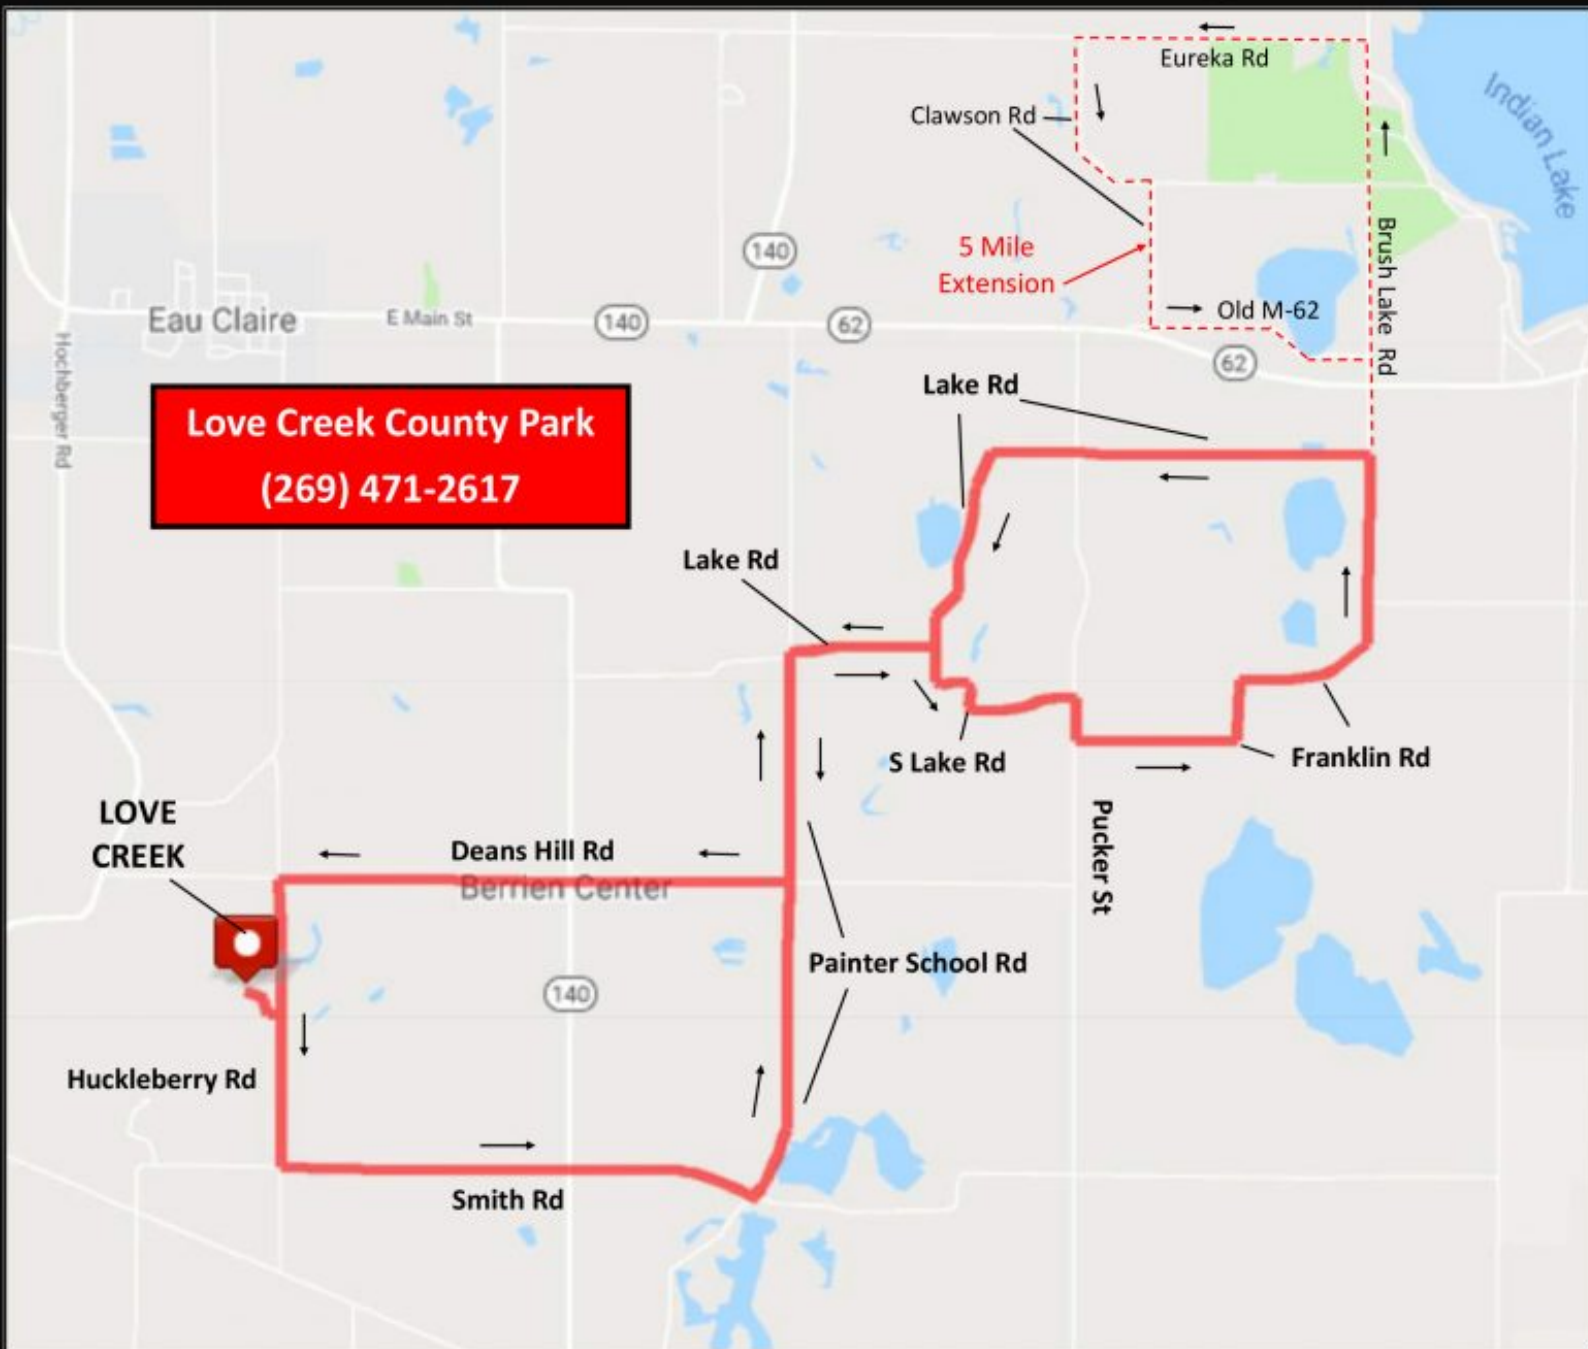 Eureka Rd
Clawson Rd
Indian Lake
Brush Lake Rd
140
5 Mile
Extension
Old M-62
Eau Claire
E Main St
140
62
62
Hochberger Rd
Lake Rd
Love Creek County Park
(269) 471-2617
Lake Rd
S Lake Rd
Franklin Rd
LOVE
CREEK
Deans Hill Rd
Berrien Center
Pucker St
Painter School Rd
140
Huckleberry Rd
Smith Rd